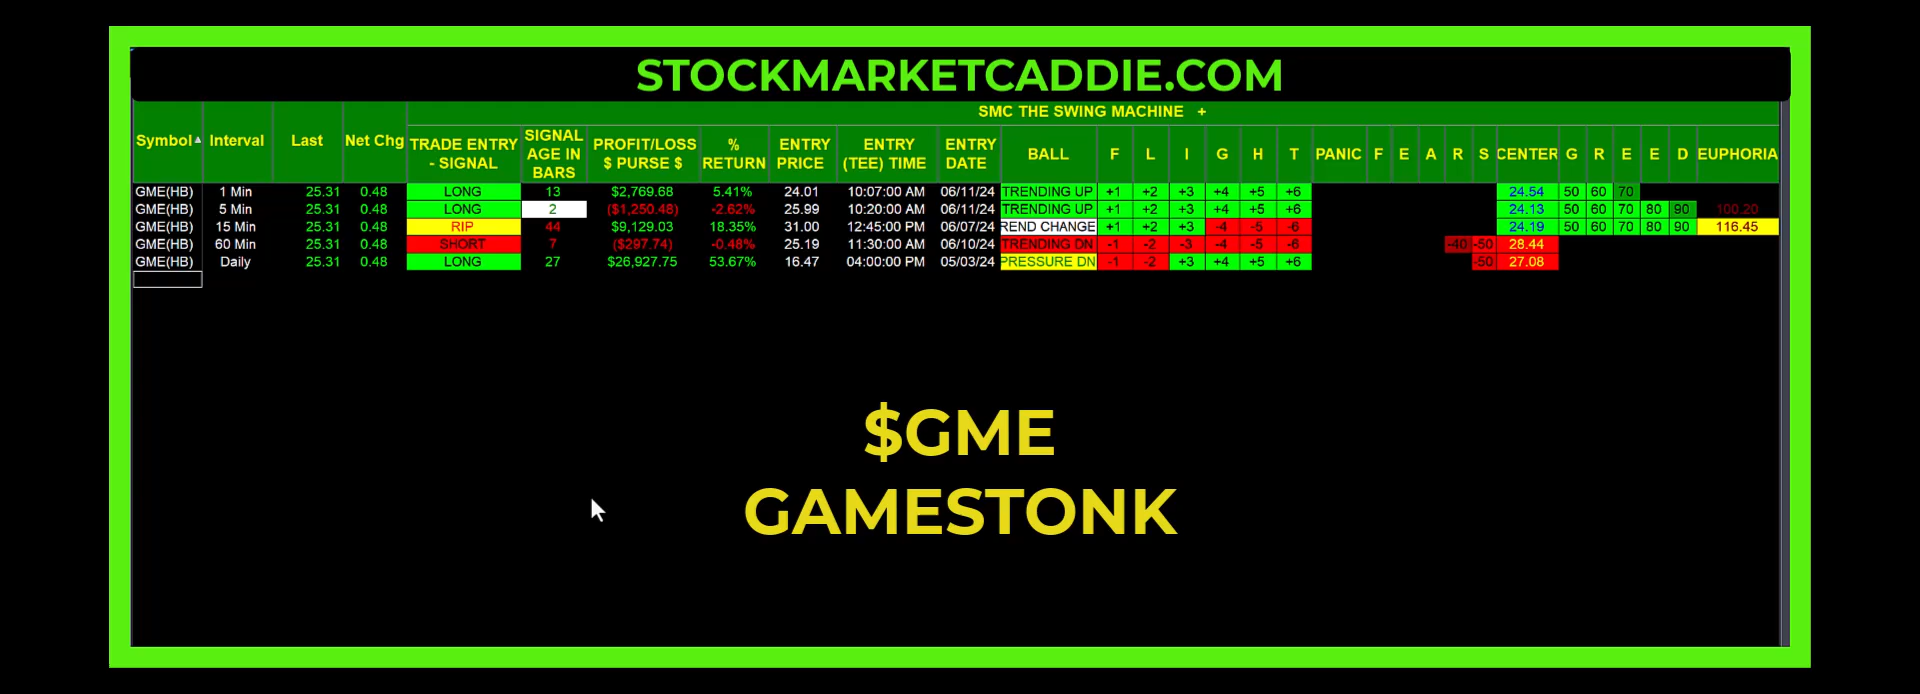 STOCKMARKETCADDIE.COM
SMC THE SWING MACHINE +
Symbol Interval Last Net Chg TRADE ENTRY - SIGNAL SIGNAL AGE IN BARS PROFIT/LOSS $ PURSE $ % RETURN ENTRY PRICE ENTRY (TEE) TIME ENTRY DATE BALL F L I G H T PANIC F E A R S CENTER G R E E D EUPHORIA
GME(HB) 1 Min 25.31 0.48 LONG 13 $2,769.68 5.41% 24.01 10:07:00 AM 06/11/24 TRENDING UP +1 +2 +3 +4 +5 +6 24.54 50 60 70
GME(HB) 5 Min 25.31 0.48 LONG 2 ($1,250.48) -2.62% 25.99 10:20:00 AM 06/11/24 TRENDING UP +1 +2 +3 +4 +5 +6 24.13 50 60 70 80 90 100.20
GME(HB) 15 Min 25.31 0.48 RIP 44 $9,129.03 18.35% 31.00 12:45:00 PM 06/07/24 REND CHANGE +1 +2 +3 -4 -5 -6 24.19 50 60 70 80 90 116.45
GME(HB) 60 Min 25.31 0.48 SHORT 7 ($297.74) -0.48% 25.19 11:30:00 AM 06/10/24 TRENDING DN -1 -2 -3 -4 -5 -6 -40 -50 28.44
GME(HB) Daily 25.31 0.48 LONG 27 $26,927.75 53.67% 16.47 04:00:00 PM 05/03/24 PRESSURE DN -1 -2 +3 +4 +5 +6 -50 27.08
$GME
GAMESTONK